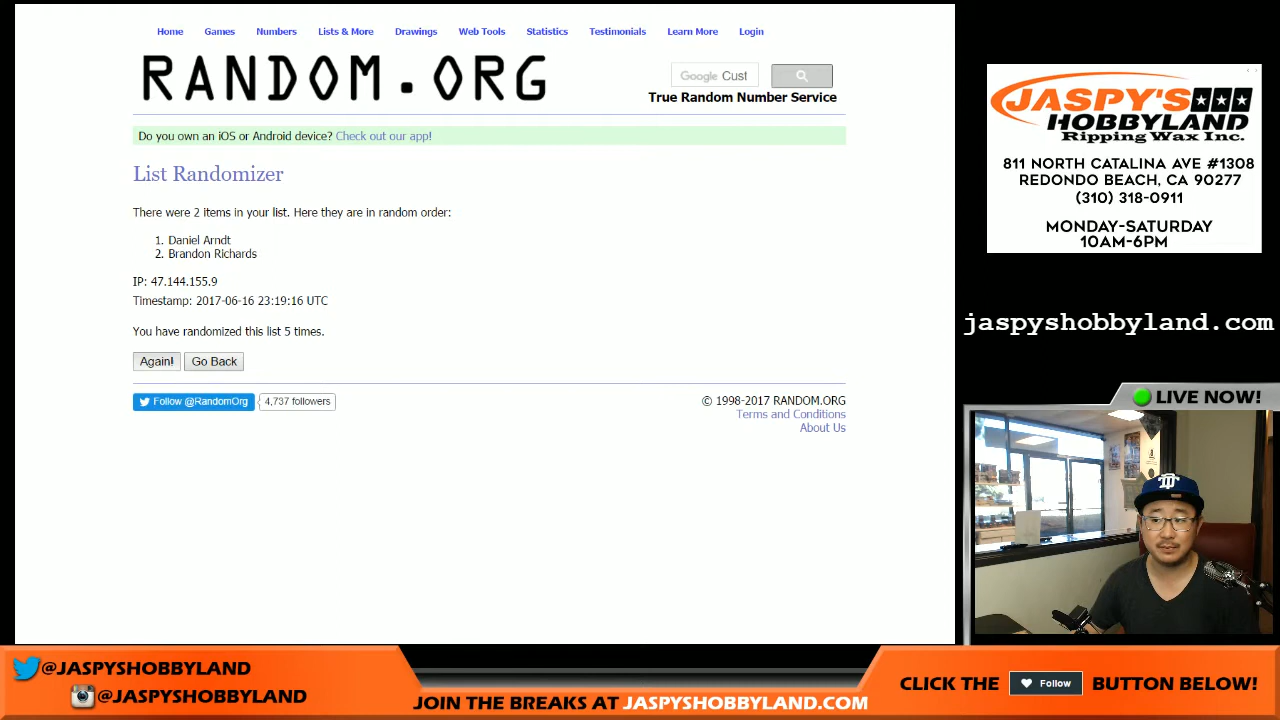 Home Games Numbers Lists & More Drawings Web Tools Statistics Testimonials Learn More Login
RANDOM.ORG
Google Cust
True Random Number Service
Do you own an iOS or Android device? Check out our app!
List Randomizer
There were 2 items in your list. Here they are in random order:
1. Daniel Arndt
2. Brandon Richards
IP: 47.144.155.9
Timestamp: 2017-06-16 23:19:16 UTC
You have randomized this list 5 times.
Again! Go Back
Follow @RandomOrg 4,737 followers
© 1998-2017 RANDOM.ORG
Terms and Conditions
About Us
JASPY'S
HOBBYLAND
Ripping Wax Inc.
811 NORTH CATALINA AVE #1308
REDONDO BEACH, CA 90277
(310) 318-0911
MONDAY-SATURDAY
10AM-6PM
jaspyshobbyland.com
LIVE NOW!
@JASPYSHOBBYLAND
@JASPYSHOBBYLAND
JOIN THE BREAKS AT JASPYSHOBBYLAND.COM
CLICK THE Follow BUTTON BELOW!